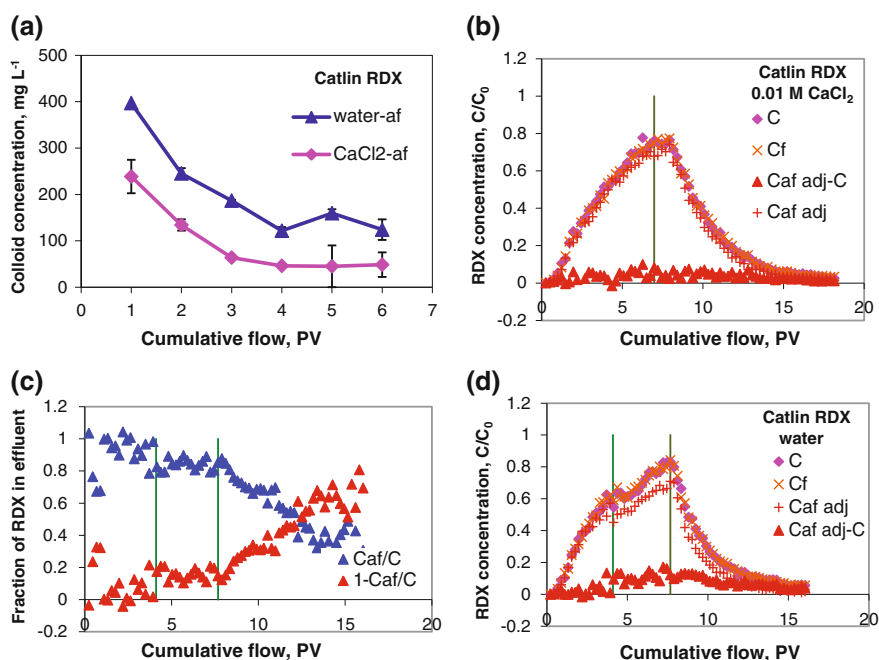 (a)
Colloid concentration, mg L-1
500
400
300
200
100
0
0 1 2 3 4 5 6 7
Cumulative flow, PV
Catlin RDX
water-af
CaCl2-af
(b)
RDX concentration, C/C₀
1.2
1
0.8
0.6
0.4
0.2
0
-0.2
0 5 10 15 20
Cumulative flow, PV
Catlin RDX
0.01 M CaCl₂
C
Cf
Caf adj-C
Caf adj
(c)
Fraction of RDX in effluent
1.2
1
0.8
0.6
0.4
0.2
0
-0.2
0 5 10 15 20
Cumulative flow, PV
Caf/C
1-Caf/C
(d)
RDX concentration, C/C₀
1.2
1
0.8
0.6
0.4
0.2
0
-0.2
0 5 10 15 20
Cumulative flow, PV
Catlin RDX
water
C
Cf
Caf adj
Caf adj-C